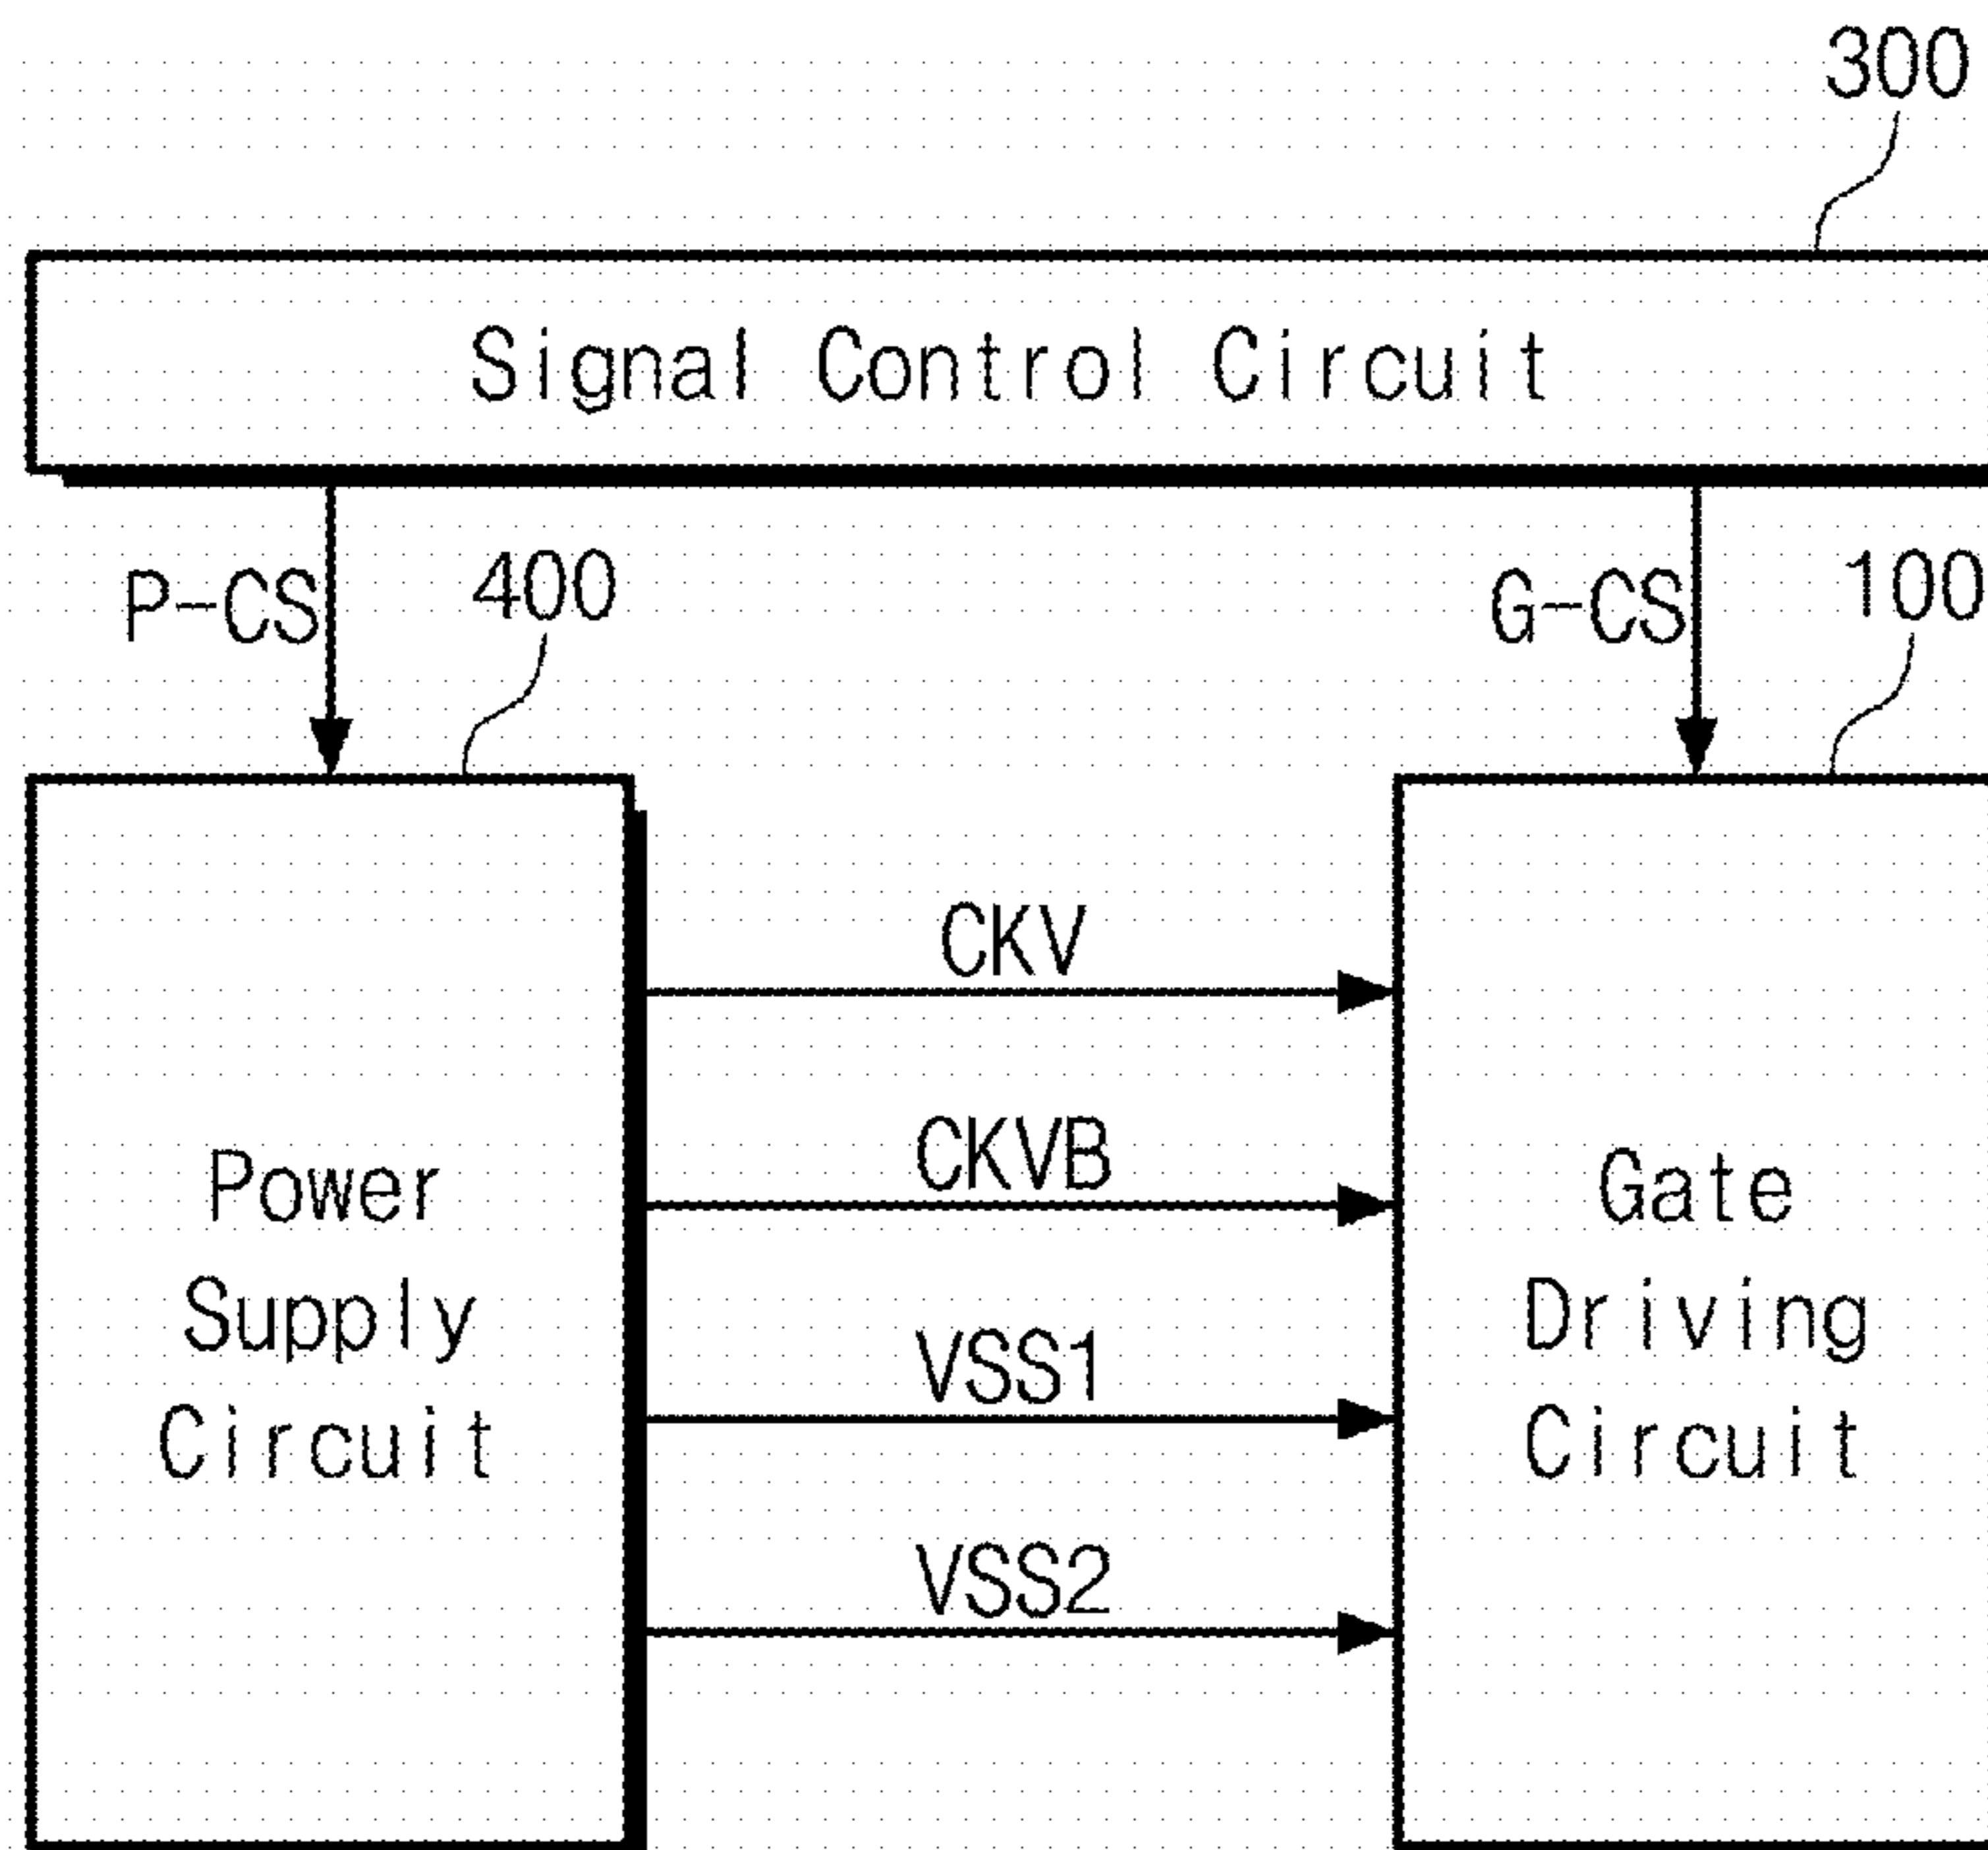 300
Signal Control Circuit
P-CS
400
G-CS
100
CKV
CKVB
VSS1
VSS2
Power
Supply
Circuit
Gate
Driving
Circuit